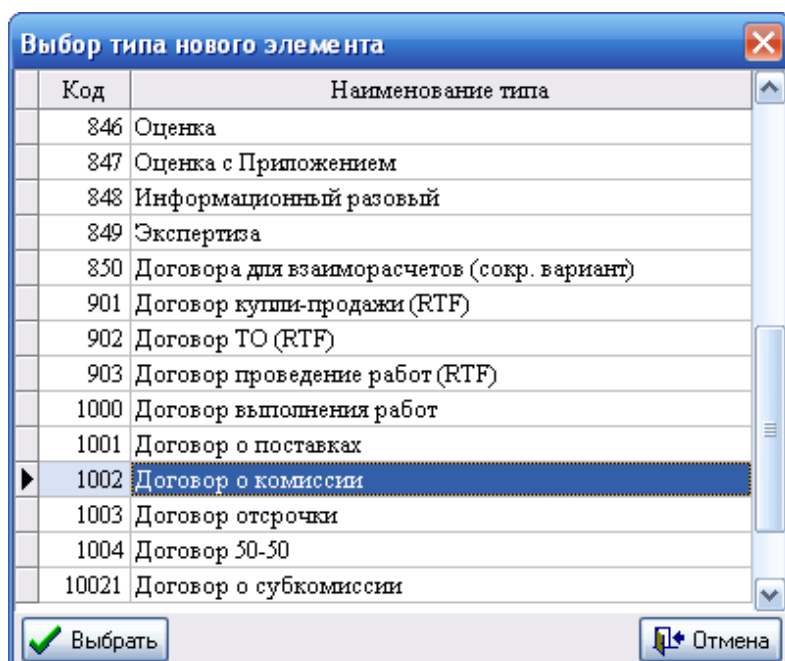 Выбор типа нового элемента
Код Наименование типа
846 Оценка
847 Оценка с Приложением
848 Информационный разовый
849 Экспертиза
850 Договора для взаиморасчетов (сокр. вариант)
901 Договор купли-продажи (RTF)
902 Договор ТО (RTF)
903 Договор проведение работ (RTF)
1000 Договор выполнения работ
1001 Договор о поставках
1002 Договор о комиссии
1003 Договор отсрочки
1004 Договор 50-50
10021 Договор о субкомиссии
Выбрать Отмена